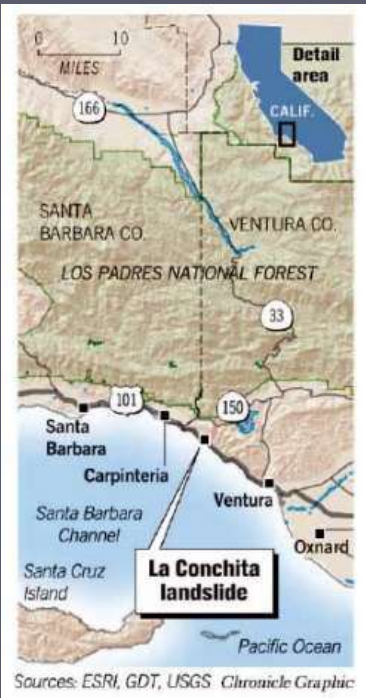 0 10
MILES
Detail
area
CALIF.
166
SANTA
BARBARA CO.
VENTURA CO.
LOS PADRES NATIONAL FOREST
33
101
150
Santa
Barbara
Carpinteria
Ventura
Santa Barbara
Channel
Oxnard
La Conchita
landslide
Santa Cruz
Island
Pacific Ocean
Sources: ESRI, GDT, USGS Chronicle Graphic